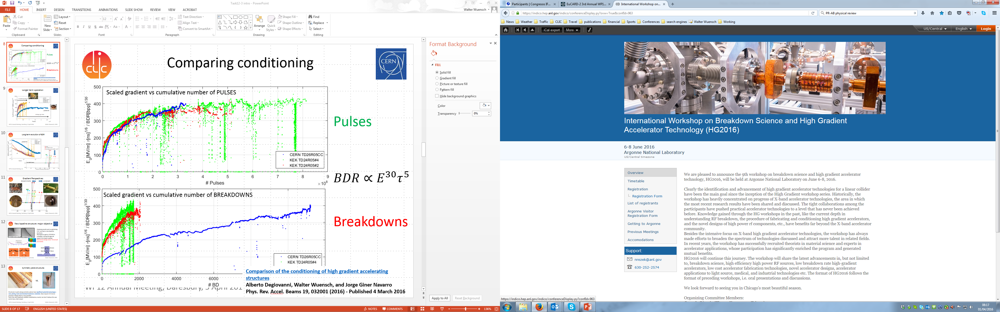 Task12-3 intro - PowerPoint
FILE HOME INSERT DESIGN TRANSITIONS ANIMATIONS SLIDE SHOW REVIEW VIEW ACROBAT
Walter Wuensch
Paste
Cut
Copy
Format Painter
Clipboard
New
Slide
Layout
Reset
Section
Slides
12
Font
Text Direction
Align Text
Convert to SmartArt
Paragraph
Arrange
Quick
Styles
Shape Fill
Shape Outline
Shape Effects
Drawing
Find
Replace
Select
Editing
8
Comparing conditioning
Pulses
Breakdowns
9
Longer term operation
10
Long term evolution of BDR
11
Gradient Perspectives
12
New baseline structure: major objective
13
Symmetry plane structures
vs.
clic
Comparing conditioning
CERN
Scaled gradient vs cumulative number of PULSES
E0[MV/m] τ[ns]^1/6 / BDR[bpp]^1/30
500
400
300
200
100
0
0 1 2 3 4 5 6 7 8 9
×10^8
# Pulses
CERN TD26R05CC
KEK TD24R05#4
KEK TD24R05#2
Pulses
BDR ∝ E^30 τ^5
Scaled gradient vs cumulative number of BREAKDOWNS
E0[MV/m] τ[ns]^1/6 / BDR[bpp]^1/30
500
400
300
200
100
0
0 2000 4000 6000
# BD
CERN TD26R05CC
KEK TD24R05#4
Breakdowns
Comparison of the conditioning of high gradient accelerating
structures
Alberto Degiovanni, Walter Wuensch, and Jorge Giner Navarro
Phys. Rev. Accel. Beams 19, 032001 (2016) - Published 4 March 2016
WP12 Annual Meeting, Daresbury, 5 April 201
Format Background
FILL
Solid fill
Gradient fill
Picture or texture fill
Pattern fill
Hide background graphics
Color
Transparency
0%
Apply to All
Reset Background
SLIDE 8 OF 17
ENGLISH (UNITED STATES)
NOTES
COMMENTS
136%
Participants | Congresos IF...
EuCARD-2 3rd Annual WP1...
International Workshop on...
https://indico.hep.anl.gov/indico/conferenceDisplay.py?ovw=True&confId=963
PR-AB physical review
News Weather Traffic CLIC Travel publications financial Sports Conferences search engines Walter Wuensch Working
iCal export
More
US/Central
English
Login
International Workshop on Breakdown Science and High Gradient
Accelerator Technology (HG2016)
6-8 June 2016
Argonne National Laboratory
US/Central timezone
Overview
Timetable
Registration
Registration Form
List of registrants
Argonne Visitor
Registration Form
Getting to Argonne
Previous Meetings
Accomodations
Support:
nrezek@anl.gov
630-252-2574
We are pleased to announce the 9th workshop on breakdown science and high gradient accelerator
technology, HG2016, will be held at Argonne National Laboratory on June 6-8, 2016.
Clearly the identification and advancement of high gradient accelerator technologies for a linear collider
have been the main goal since the inception of the High Gradient workshop series. Historically, the
workshop has heavily concentrated on progress of X-band accelerator technologies, the area in which
the most recent research results have been shared and discussed. The tight collaborations among the
participants have pushed practical accelerator technologies to a level that has never been achieved
before. Knowledge gained through the HG workshops in the past, like the current depth in
understanding RF breakdown, the procedure of fabricating and conditioning high gradient accelerators,
and the novel designs of high power rf components, etc., have benefits far beyond the X-band accelerator
community.
Besides the intensive focus on X-band high gradient accelerator technologies, the workshop has always
made efforts to broaden the spectrum of technologies discussed and attract more talent in related fields.
In recent years, the workshop has successfully recruited theorists in material science and experts in
accelerator applications, whose participation has significantly enriched the program and generated
mutual benefits.
HG2016 will continue this journey. The workshop will share the latest advancements in, but not limited
to, breakdown science, high efficiency high power RF sources, low breakdown rate high-gradient
accelerators, low cost accelerator fabrication technologies, novel accelerator designs, accelerator
applications to light source, medical, and industrial technologies etc. The format of HG2016 follows the
format of preceding workshops, i.e. oral presentations and discussions.
We look forward to seeing you in Chicago's most beautiful season.
Organizing Committee Members:
https://indico.hep.anl.gov/indico/conferenceDisplay.py?confId=963
08:17
01/04/2016